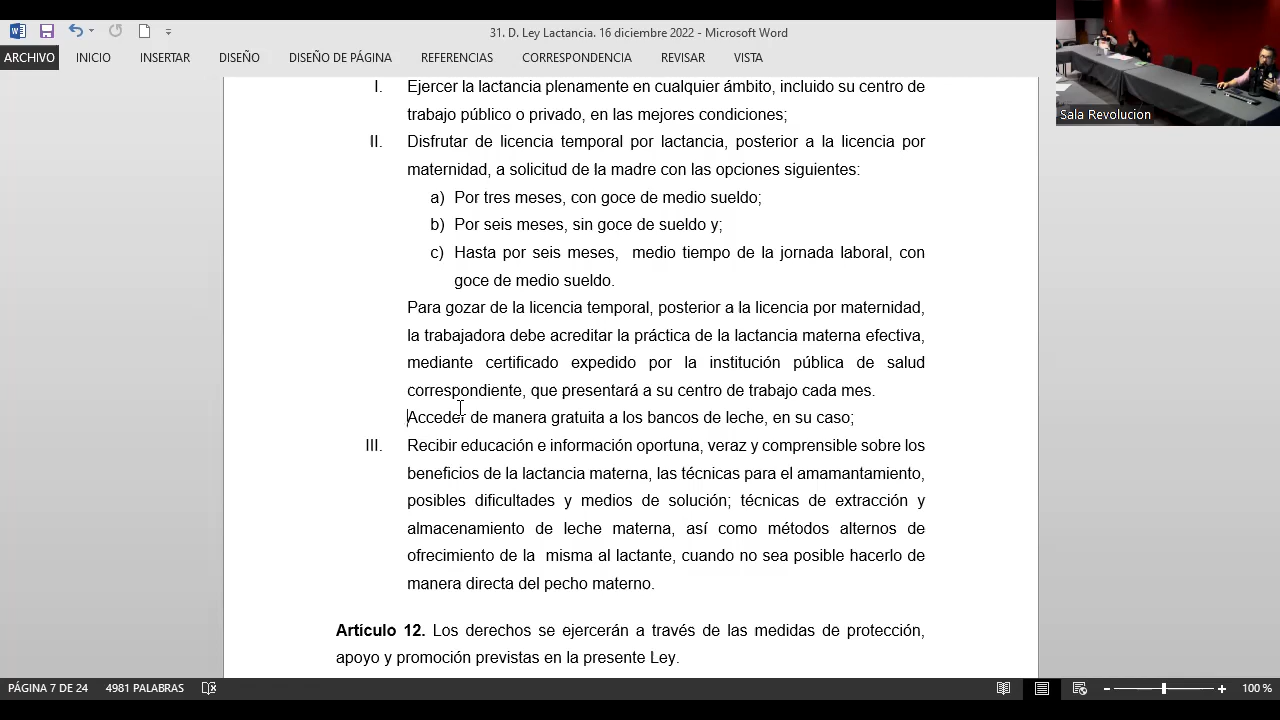 31. D. Ley Lactancia. 16 diciembre 2022 - Microsoft Word
ARCHIVO INICIO INSERTAR DISEÑO DISEÑO DE PÁGINA REFERENCIAS CORRESPONDENCIA REVISAR VISTA
Sala Revolucion
I. Ejercer la lactancia plenamente en cualquier ámbito, incluido su centro de
trabajo público o privado, en las mejores condiciones;
II. Disfrutar de licencia temporal por lactancia, posterior a la licencia por
maternidad, a solicitud de la madre con las opciones siguientes:
a) Por tres meses, con goce de medio sueldo;
b) Por seis meses, sin goce de sueldo y;
c) Hasta por seis meses, medio tiempo de la jornada laboral, con
goce de medio sueldo.
Para gozar de la licencia temporal, posterior a la licencia por maternidad,
la trabajadora debe acreditar la práctica de la lactancia materna efectiva,
mediante certificado expedido por la institución pública de salud
correspondiente, que presentará a su centro de trabajo cada mes.
Acceder de manera gratuita a los bancos de leche, en su caso;
III. Recibir educación e información oportuna, veraz y comprensible sobre los
beneficios de la lactancia materna, las técnicas para el amamantamiento,
posibles dificultades y medios de solución; técnicas de extracción y
almacenamiento de leche materna, así como métodos alternos de
ofrecimiento de la misma al lactante, cuando no sea posible hacerlo de
manera directa del pecho materno.
Artículo 12. Los derechos se ejercerán a través de las medidas de protección,
apoyo y promoción previstas en la presente Ley.
PÁGINA 7 DE 24 4981 PALABRAS 100 %